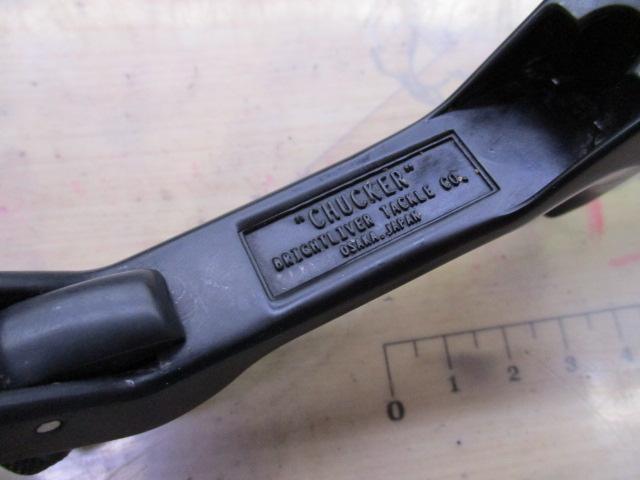 "CHUCKER"
BRIGHTLIVER TACKLE CO.
OSAKA.JAPAN
0 1 2 3 4